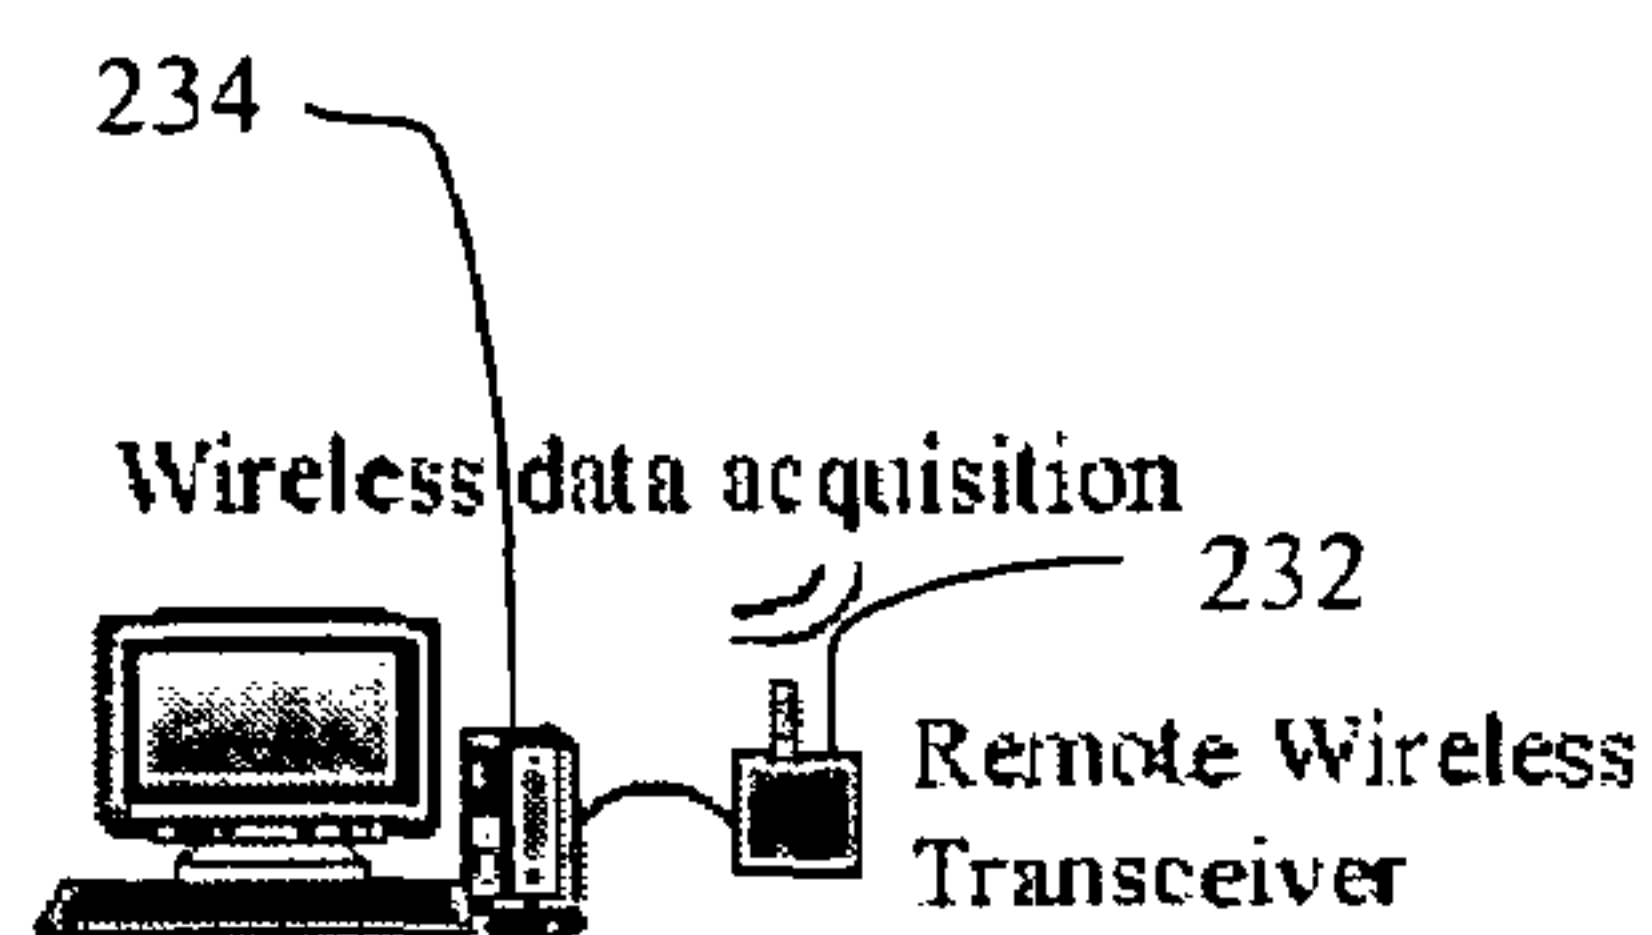 234
Wireless data acquisition
232
Remote Wireless
Transceiver